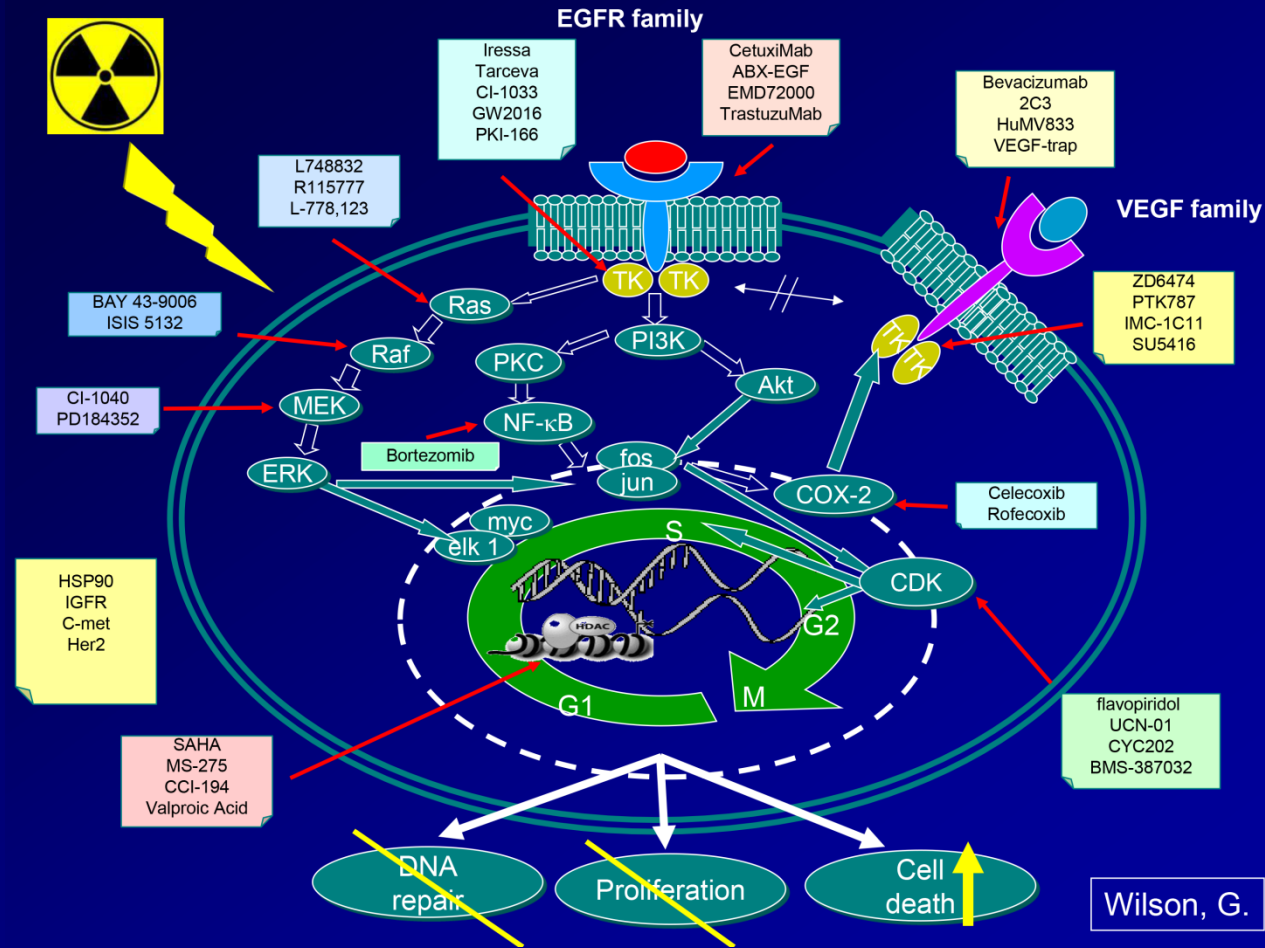 EGFR family
Iressa
Tarceva
CI-1033
GW2016
PKI-166
CetuxiMab
ABX-EGF
EMD72000
TrastuzuMab
Bevacizumab
2C3
HuMV833
VEGF-trap
L748832
R115777
L-778,123
VEGF family
TK
TK
ZD6474
PTK787
IMC-1C11
SU5416
BAY 43-9006
ISIS 5132
Ras
Raf
PI3K
PKC
Akt
TK
TK
CI-1040
PD184352
MEK
NF-κB
Bortezomib
ERK
fos
jun
COX-2
Celecoxib
Rofecoxib
myc
elk 1
S
CDK
HSP90
IGFR
C-met
Her2
HDAC
G2
G1
M
SAHA
MS-275
CCI-194
Valproic Acid
flavopiridol
UCN-01
CYC202
BMS-387032
DNA
repair
Proliferation
Cell
death
Wilson, G.